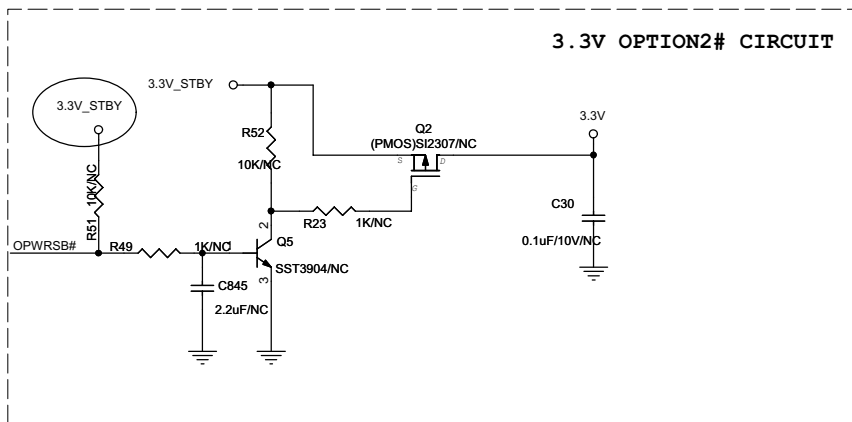 3.3V OPTION2# CIRCUIT
3.3V_STBY
3.3V_STBY
3.3V
Q2
(PMOS)SI2307/NC
R52
10K/NC
S
D
G
R51
10K/NC
C30
0.1uF/10V/NC
R23
1K/NC
2
Q5
OPWRSB#
R49
1K/NC
1
SST3904/NC
3
C845
2.2uF/NC